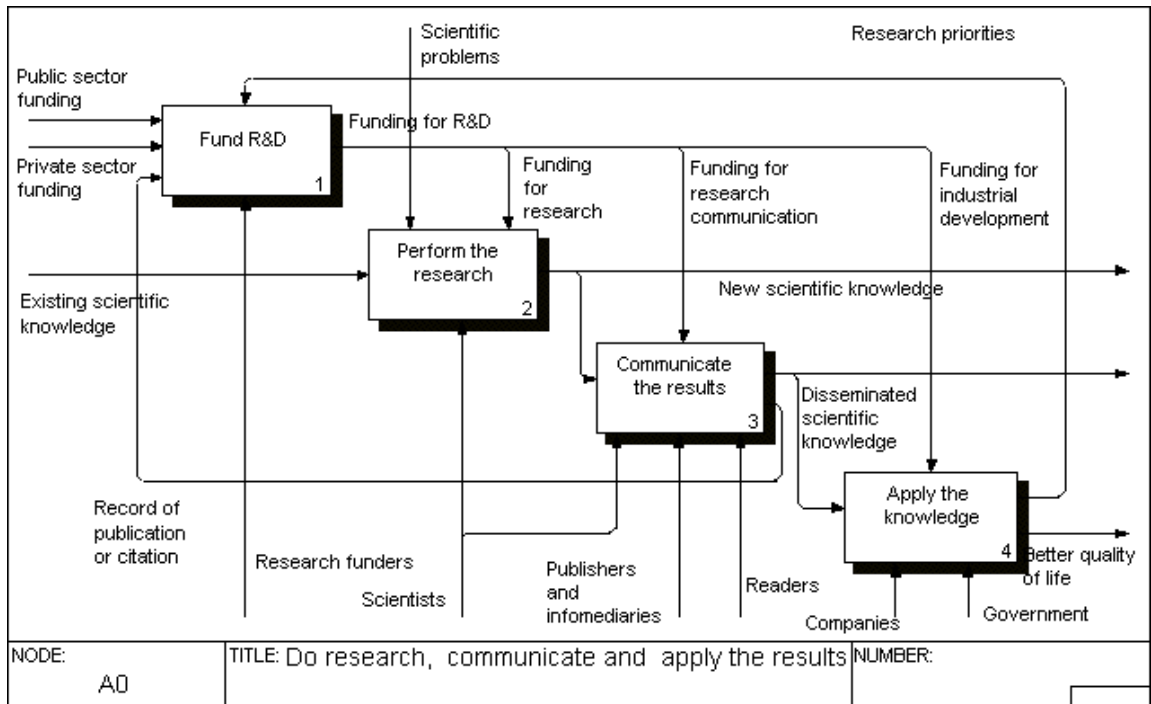 Scientific
problems
Research priorities
Public sector
funding
Fund R&D
1
Funding for R&D
Private sector
funding
Funding
for
research
Funding for
research
communication
Funding for
industrial
development
Perform the
research
2
Existing scientific
knowledge
New scientific knowledge
Communicate
the results
3
Disseminated
scientific
knowledge
Apply the
knowledge
4
Record of
publication
or citation
Research funders
Scientists
Publishers
and
infomediaries
Readers
Better quality
of life
Companies
Government
NODE:
A0
TITLE: Do research, communicate and apply the results
NUMBER: